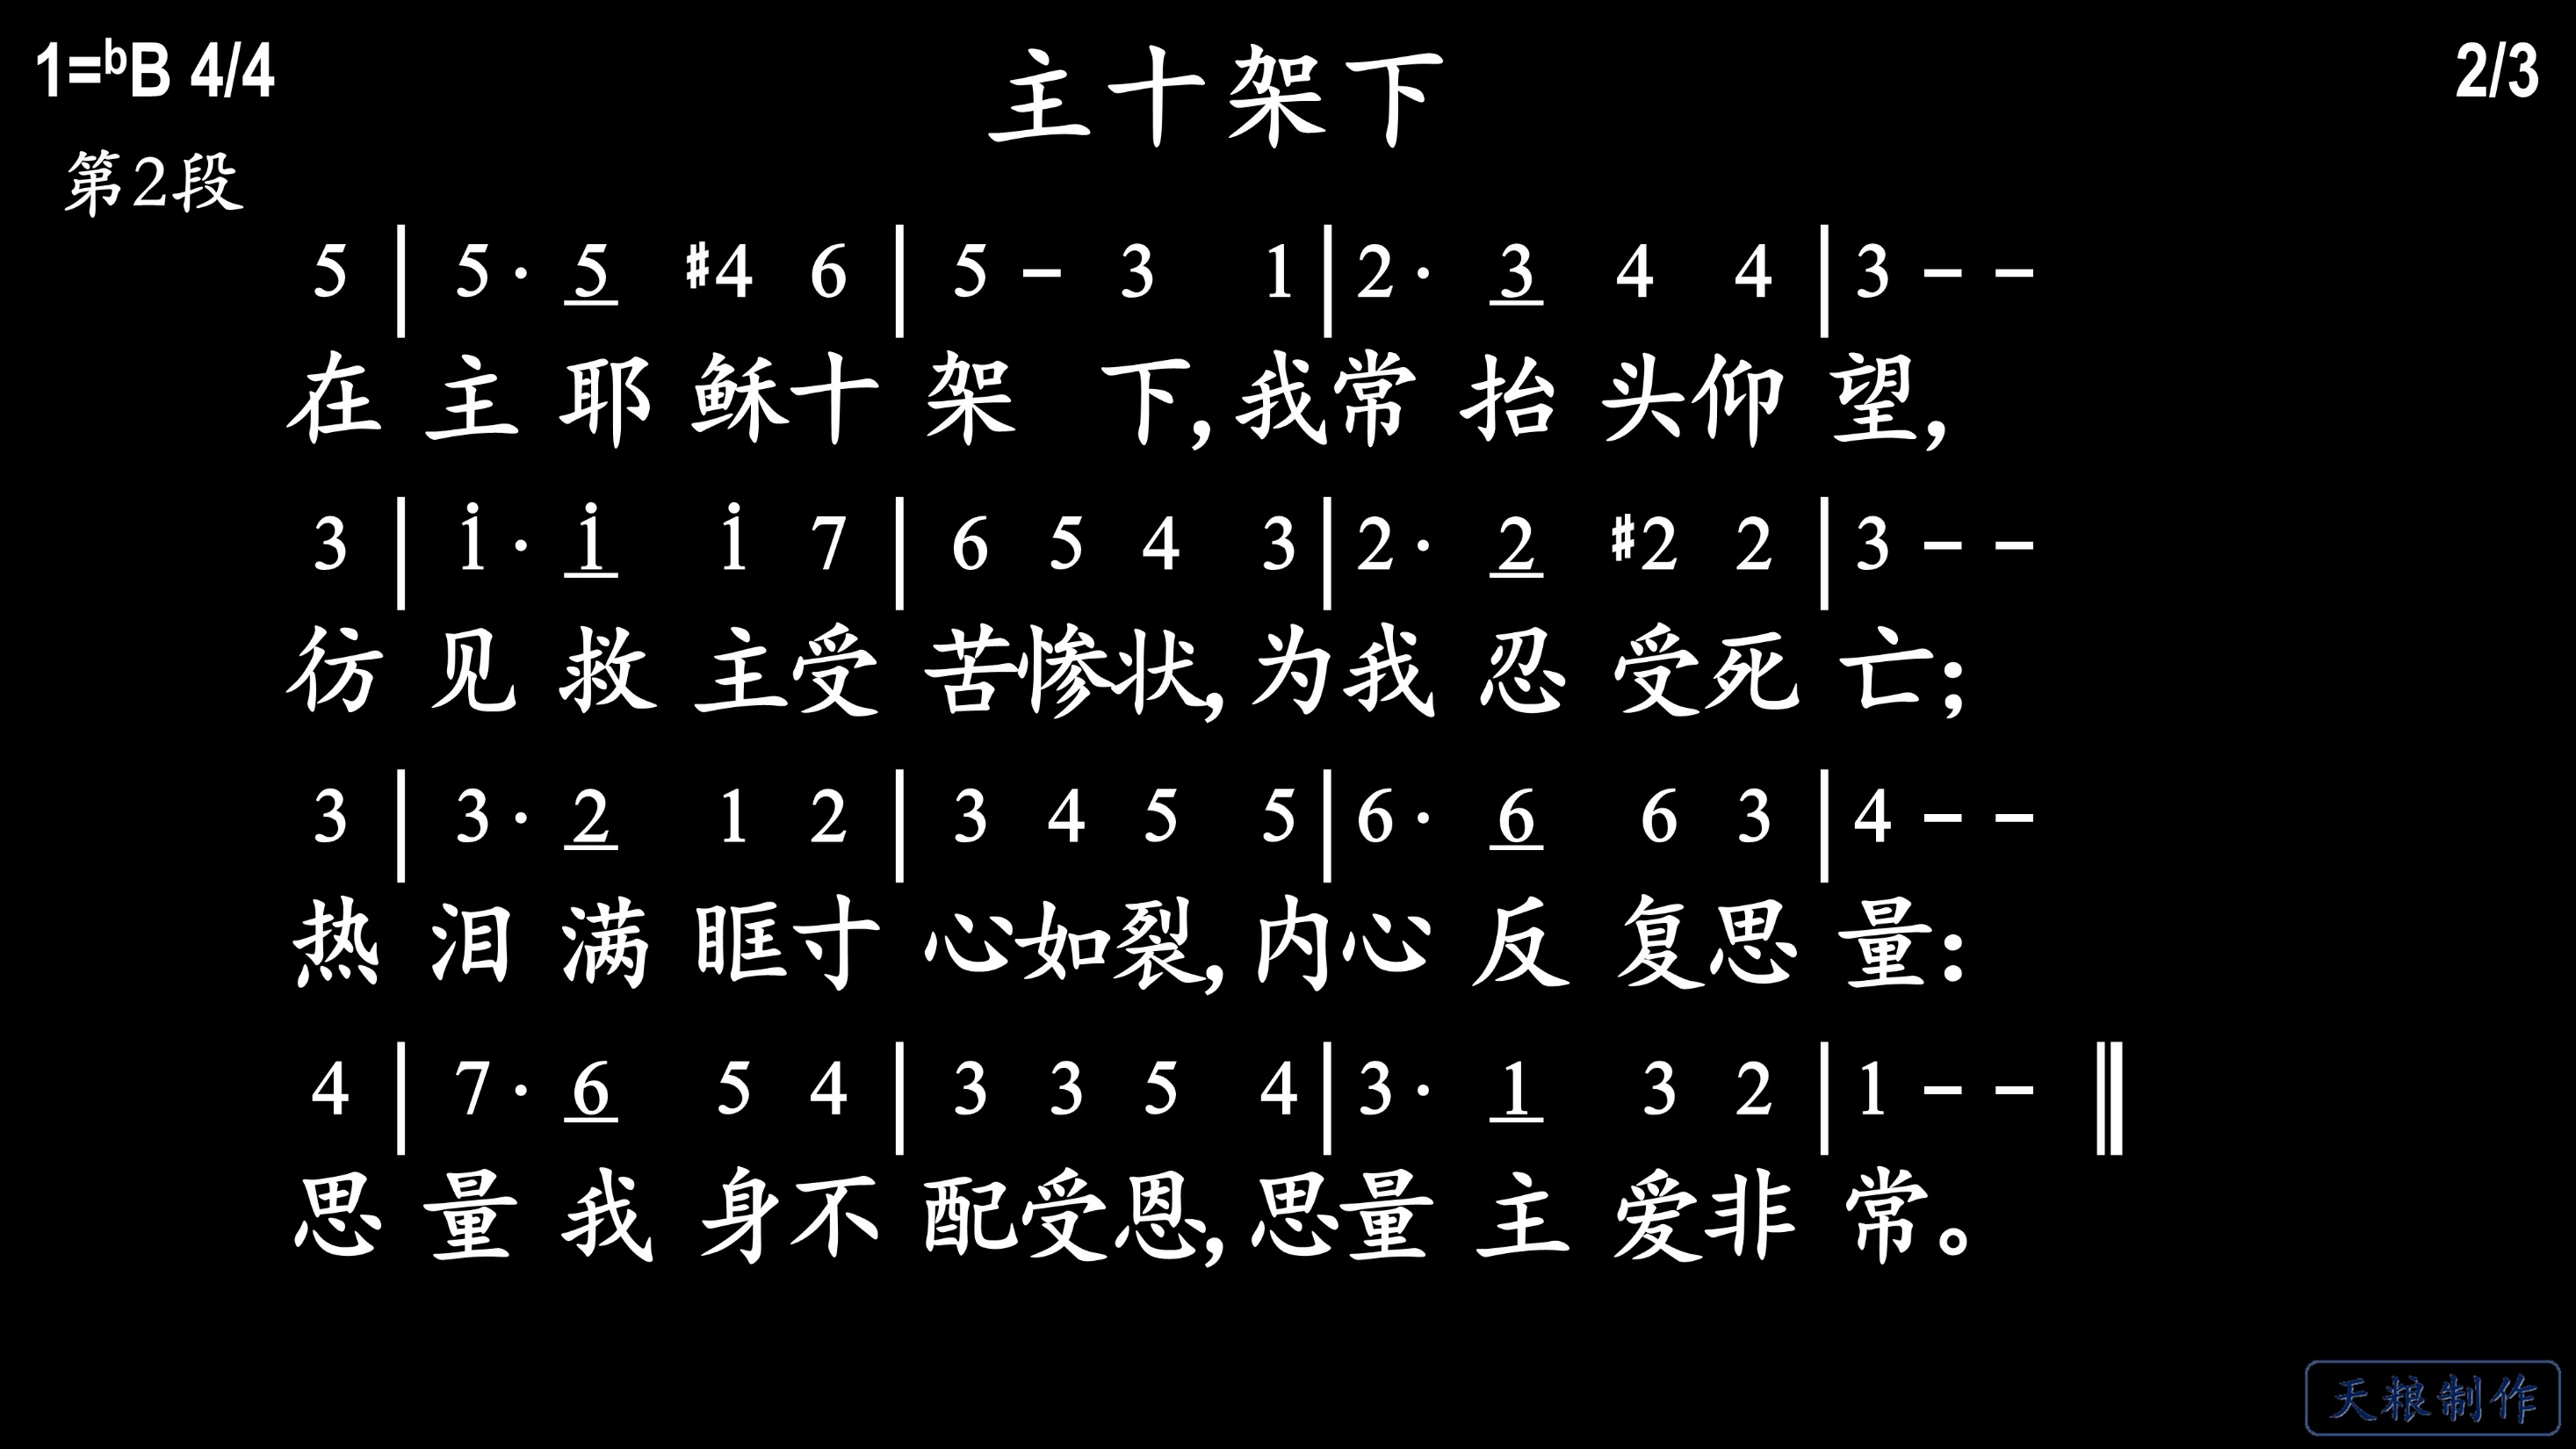 1=ᵇB 4/4
主十架下
2/3
第2段
5 | 5 · 5 #4 6 | 5 – 3 1 | 2 · 3 4 4 | 3 – –
在主耶稣十架下,我常抬头仰望,
3 | i · i i 7 | 6 5 4 3 | 2 · 2 #2 2 | 3 – –
彷见救主受苦惨状,为我忍受死亡;
3 | 3 · 2 1 2 | 3 4 5 5 | 6 · 6 6 3 | 4 – –
热泪满眶寸心如裂,内心反复思量:
4 | 7 · 6 5 4 | 3 3 5 4 | 3 · 1 3 2 | 1 – – ‖
思量我身不配受恩,思量主爱非常。
天粮制作